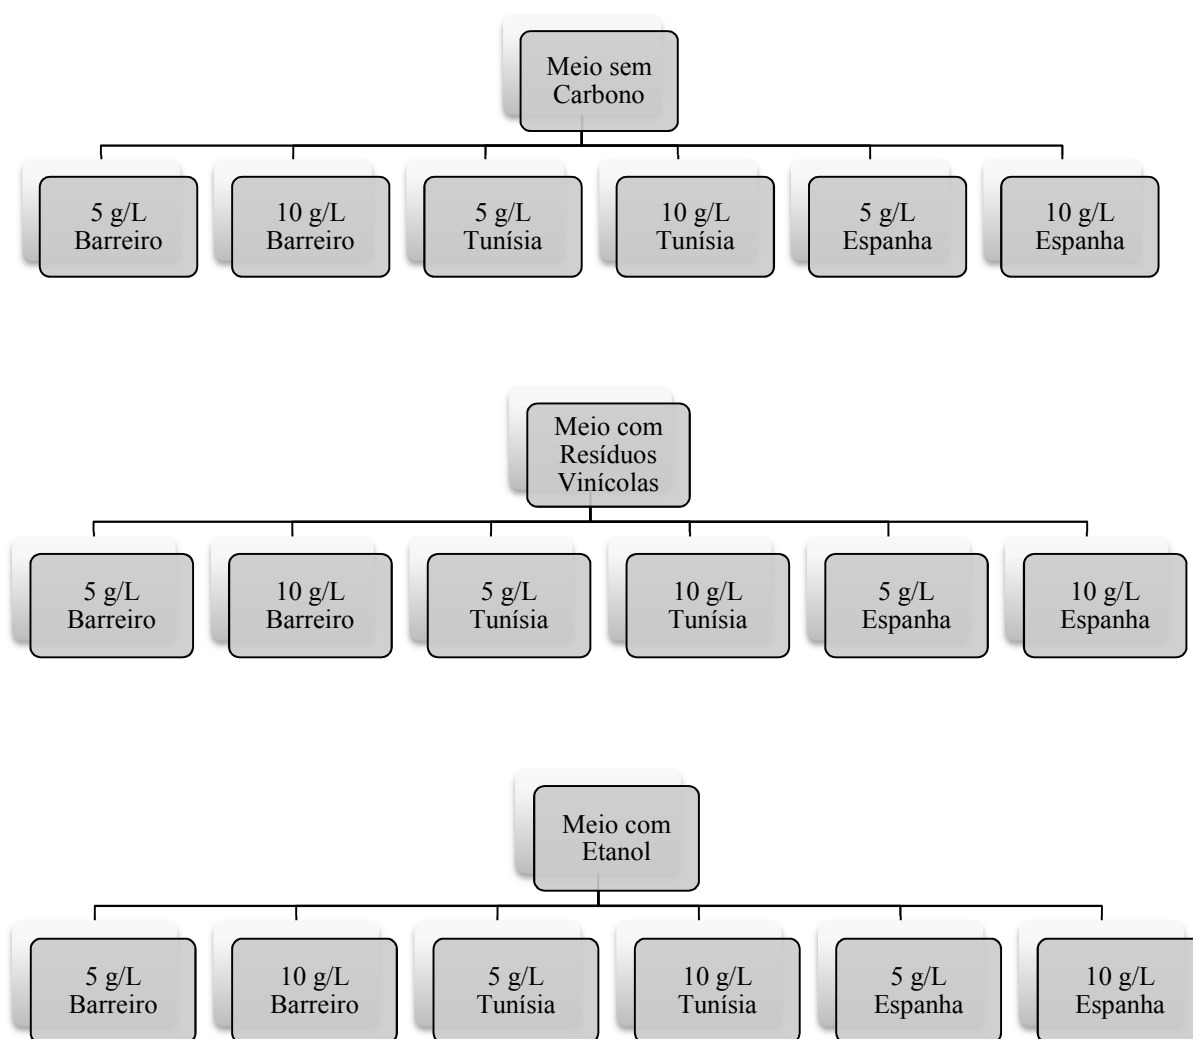 Meio sem
Carbono
5 g/L
Barreiro
10 g/L
Barreiro
5 g/L
Tunísia
10 g/L
Tunísia
5 g/L
Espanha
10 g/L
Espanha
Meio com
Resíduos
Vinícolas
5 g/L
Barreiro
10 g/L
Barreiro
5 g/L
Tunísia
10 g/L
Tunísia
5 g/L
Espanha
10 g/L
Espanha
Meio com
Etanol
5 g/L
Barreiro
10 g/L
Barreiro
5 g/L
Tunísia
10 g/L
Tunísia
5 g/L
Espanha
10 g/L
Espanha